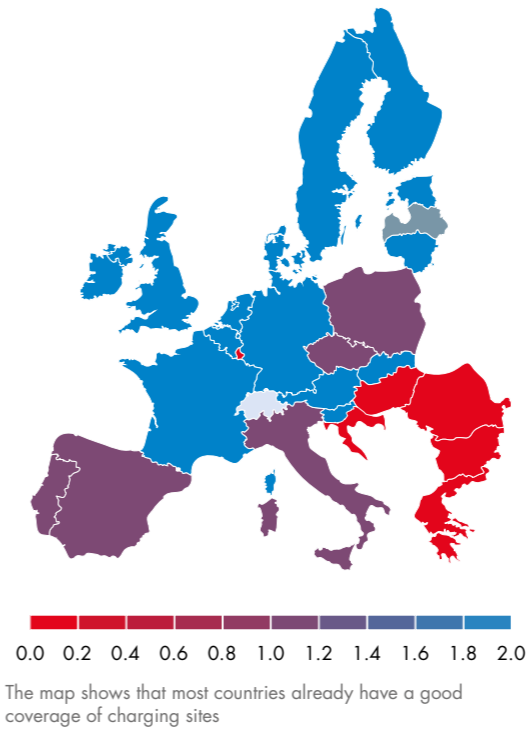 0.0 0.2 0.4 0.6 0.8 1.0 1.2 1.4 1.6 1.8 2.0
The map shows that most countries already have a good
coverage of charging sites